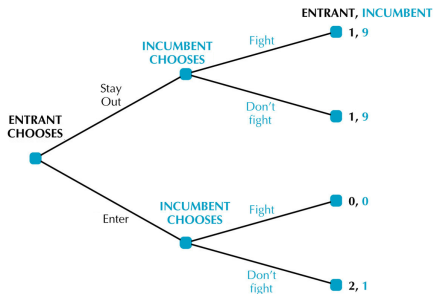 ENTRANT, INCUMBENT
1, 9
Fight
INCUMBENT
CHOOSES
Stay
Out
Don't
fight
1, 9
ENTRANT
CHOOSES
Enter
INCUMBENT
CHOOSES
Fight
0, 0
Don't
fight
2, 1